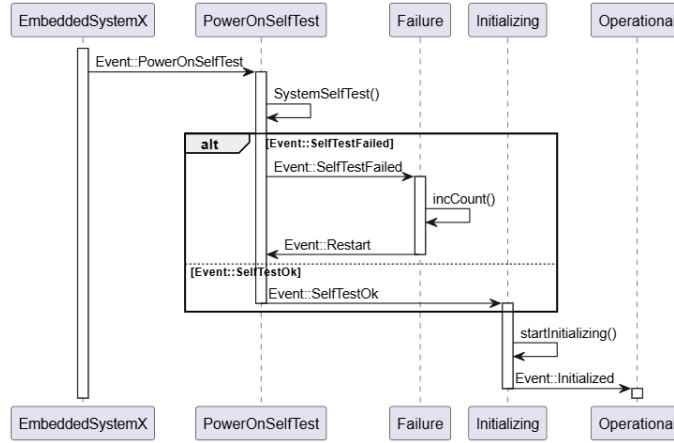 EmbeddedSystemX PowerOnSelfTest Failure Initializing Operationa
Event::PowerOnSelfTest
SystemSelfTest()
alt [Event::SelfTestFailed]
Event::SelfTestFailed
incCount()
Event::Restart
[Event::SelfTestOk]
Event::SelfTestOk
startInitializing()
Event::Initialized
EmbeddedSystemX PowerOnSelfTest Failure Initializing Operationa